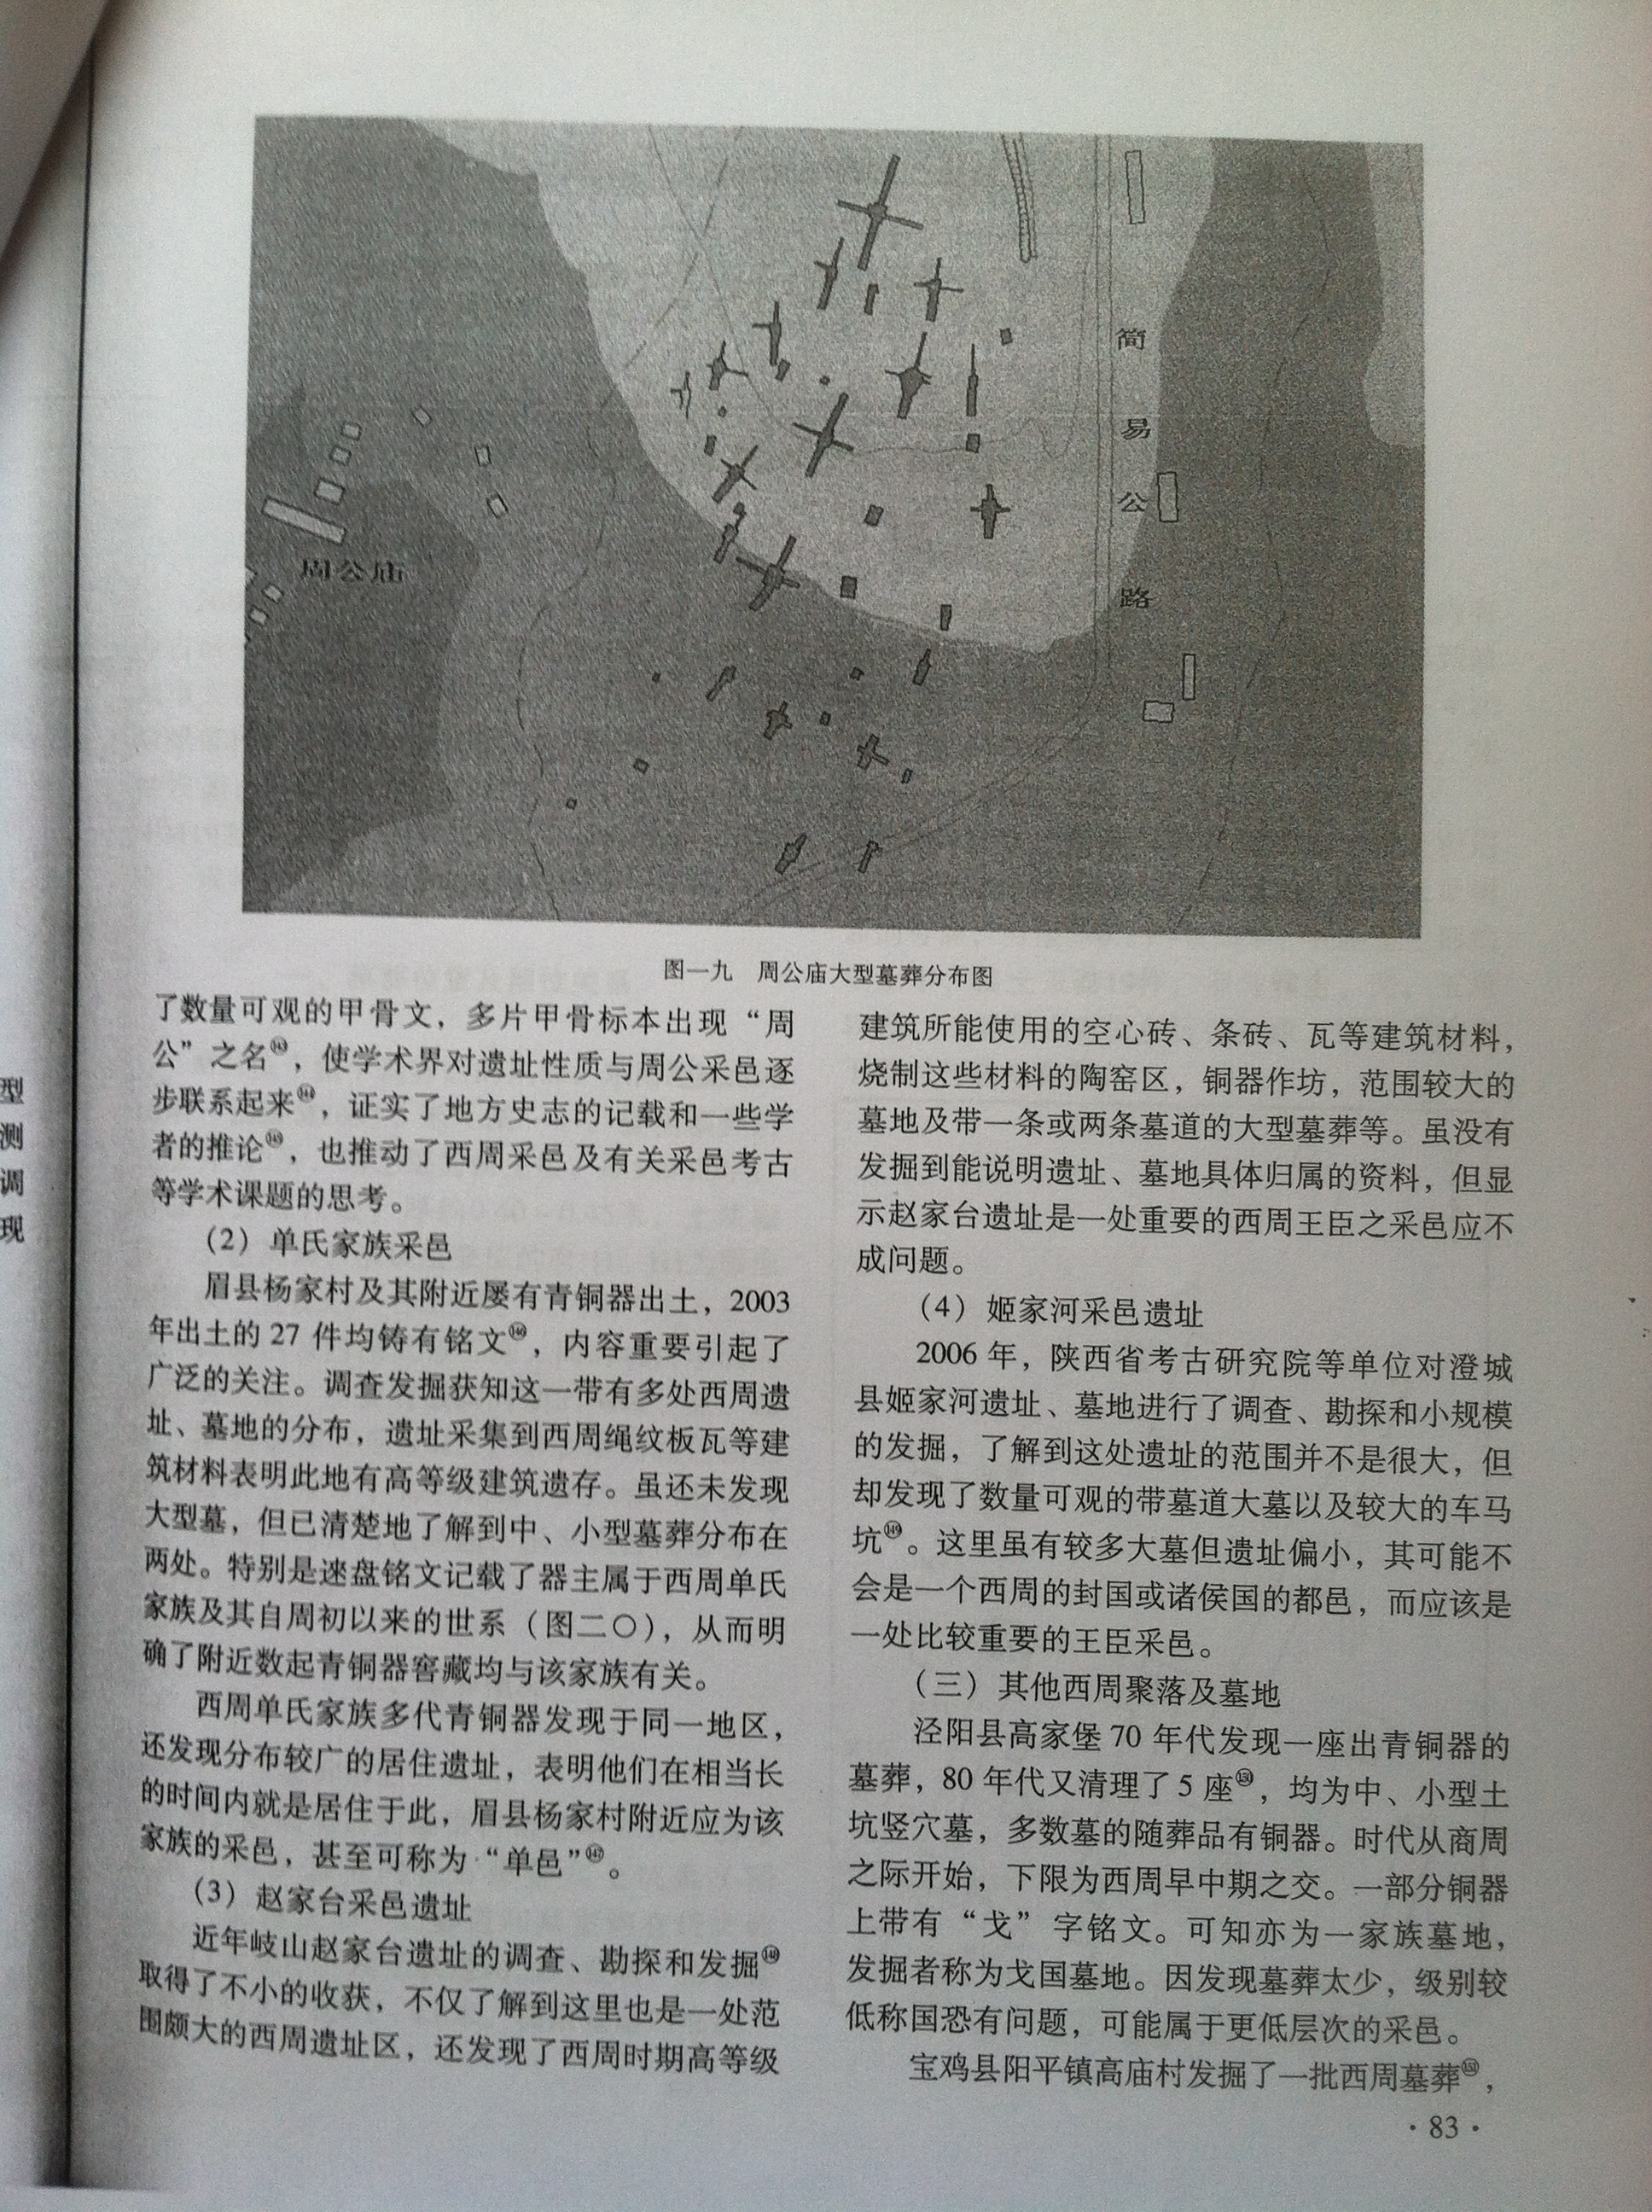 简
易
公
路
周公庙
图一九 周公庙大型墓葬分布图
了数量可观的甲骨文，多片甲骨标本出现“周
公”之名⑭³，使学术界对遗址性质与周公采邑逐
步联系起来⑭⁴，证实了地方史志的记载和一些学
者的推论⑭⁵，也推动了西周采邑及有关采邑考古
等学术课题的思考。
（2）单氏家族采邑
眉县杨家村及其附近屡有青铜器出土，2003
年出土的 27 件均铸有铭文，内容重要引起了
广泛的关注。调查发掘获知这一带有多处西周遗
址、墓地的分布，遗址采集到西周绳纹板瓦等建
筑材料表明此地有高等级建筑遗存。虽还未发现
大型墓，但已清楚地了解到中、小型墓葬分布在
两处。特别是逨盘铭文记载了器主属于西周单氏
家族及其自周初以来的世系（图二〇），从而明
确了附近数起青铜器窖藏均与该家族有关。
西周单氏家族多代青铜器发现于同一地区，
还发现分布较广的居住遗址，表明他们在相当长
的时间内就是居住于此，眉县杨家村附近应为该
家族的采邑，甚至可称为“单邑”。
（3）赵家台采邑遗址
近年岐山赵家台遗址的调查、勘探和发掘
取得了不小的收获，不仅了解到这里也是一处范
围颇大的西周遗址区，还发现了西周时期高等级
建筑所能使用的空心砖、条砖、瓦等建筑材料，
烧制这些材料的陶窑区，铜器作坊，范围较大的
墓地及带一条或两条墓道的大型墓葬等。虽没有
发掘到能说明遗址、墓地具体归属的资料，但显
示赵家台遗址是一处重要的西周王臣之采邑应不
成问题。
（4）姬家河采邑遗址
2006 年，陕西省考古研究院等单位对澄城
县姬家河遗址、墓地进行了调查、勘探和小规模
的发掘，了解到这处遗址的范围并不是很大，但
却发现了数量可观的带墓道大墓以及较大的车马
坑。这里虽有较多大墓但遗址偏小，其可能不
会是一个西周的封国或诸侯国的都邑，而应该是
一处比较重要的王臣采邑。
（三）其他西周聚落及墓地
泾阳县高家堡 70 年代发现一座出青铜器的
墓葬，80 年代又清理了 5 座，均为中、小型土
坑竖穴墓，多数墓的随葬品有铜器。时代从商周
之际开始，下限为西周早中期之交。一部分铜器
上带有“戈”字铭文。可知亦为一家族墓地，
发掘者称为戈国墓地。因发现墓葬太少，级别较
低称国恐有问题，可能属于更低层次的采邑。
宝鸡县阳平镇高庙村发掘了一批西周墓葬，
·83·
型
测
调
现